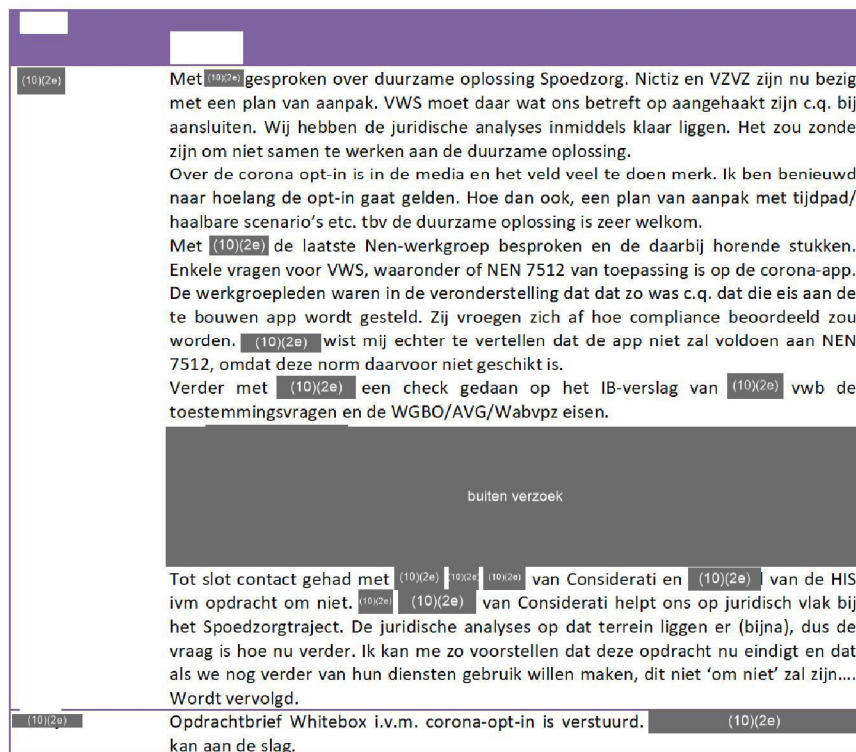 (10)(2e)
Met (10)(2e) gesproken over duurzame oplossing Spoedzorg. Nictiz en VZVZ zijn nu bezig
met een plan van aanpak. VWS moet daar wat ons betreft op aangehaakt zijn c.q. bij
aansluiten. Wij hebben de juridische analyses inmiddels klaar liggen. Het zou zonde
zijn om niet samen te werken aan de duurzame oplossing.
Over de corona opt-in is in de media en het veld veel te doen merk. Ik ben benieuwd
naar hoelang de opt-in gaat gelden. Hoe dan ook, een plan van aanpak met tijdpad/
haalbare scenario's etc. tbv de duurzame oplossing is zeer welkom.
Met (10)(2e) de laatste Nen-werkgroep besproken en de daarbij horende stukken.
Enkele vragen voor VWS, waaronder of NEN 7512 van toepassing is op de corona-app.
De werkgroepleden waren in de veronderstelling dat dat zo was c.q. dat die eis aan de
te bouwen app wordt gesteld. Zij vroegen zich af hoe compliance beoordeeld zou
worden. (10)(2e) wist mij echter te vertellen dat de app niet zal voldoen aan NEN
7512, omdat deze norm daarvoor niet geschikt is.
Verder met (10)(2e) een check gedaan op het IB-verslag van (10)(2e) vwb de
toestemmingsvragen en de WGBO/AVG/Wabvpz eisen.
buiten verzoek
Tot slot contact gehad met (10)(2e) (10)(2e) (10)(2e) van Considerati en (10)(2e) van de HIS
ivm opdracht om niet. (10)(2e) (10)(2e) van Considerati helpt ons op juridisch vlak bij
het Spoedzorgtraject. De juridische analyses op dat terrein liggen er (bijna), dus de
vraag is hoe nu verder. Ik kan me zo voorstellen dat deze opdracht nu eindigt en dat
als we nog verder van hun diensten gebruik willen maken, dit niet 'om niet' zal zijn....
Wordt vervolgd.
(10)(2e) Opdrachtbrief Whitebox i.v.m. corona-opt-in is verstuurd. (10)(2e)
kan aan de slag.